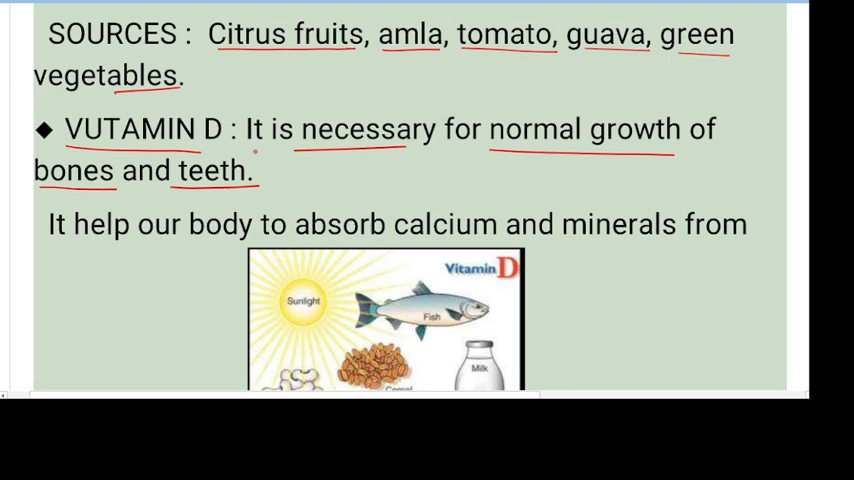 SOURCES : Citrus fruits, amla, tomato, guava, green
vegetables.
◆ VUTAMIN D : It is necessary for normal growth of
bones and teeth.
It help our body to absorb calcium and minerals from
Vitamin D
Sunlight
Fish
Milk
Cereal